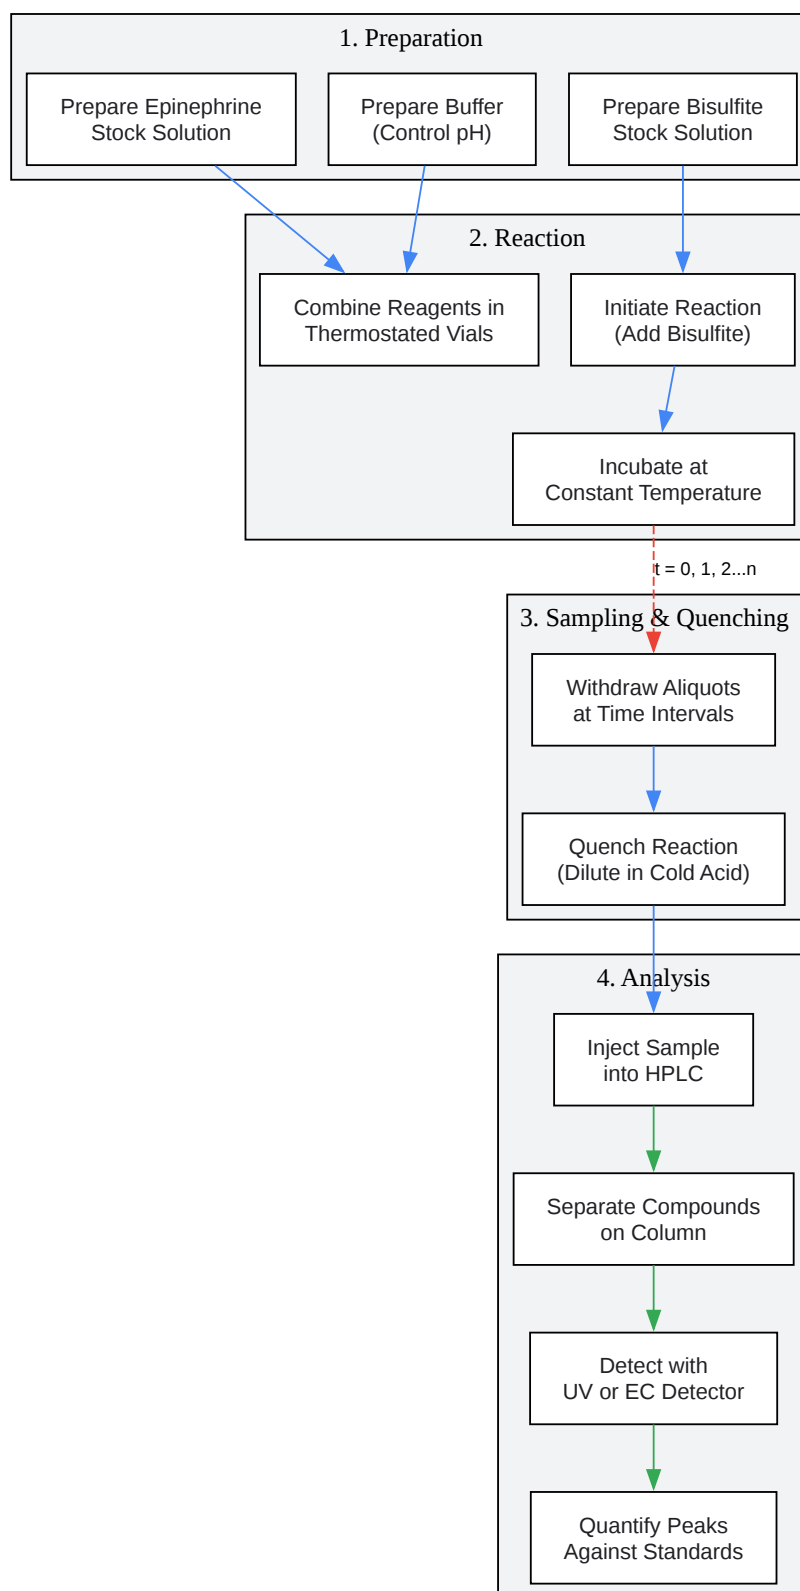 1. Preparation
Prepare Epinephrine
Stock Solution
Prepare Buffer
(Control pH)
Prepare Bisulfite
Stock Solution
2. Reaction
Combine Reagents in
Thermostated Vials
Initiate Reaction
(Add Bisulfite)
Incubate at
Constant Temperature
t = 0, 1, 2...n
3. Sampling & Quenching
Withdraw Aliquots
at Time Intervals
Quench Reaction
(Dilute in Cold Acid)
4. Analysis
Inject Sample
into HPLC
Separate Compounds
on Column
Detect with
UV or EC Detector
Quantify Peaks
Against Standards